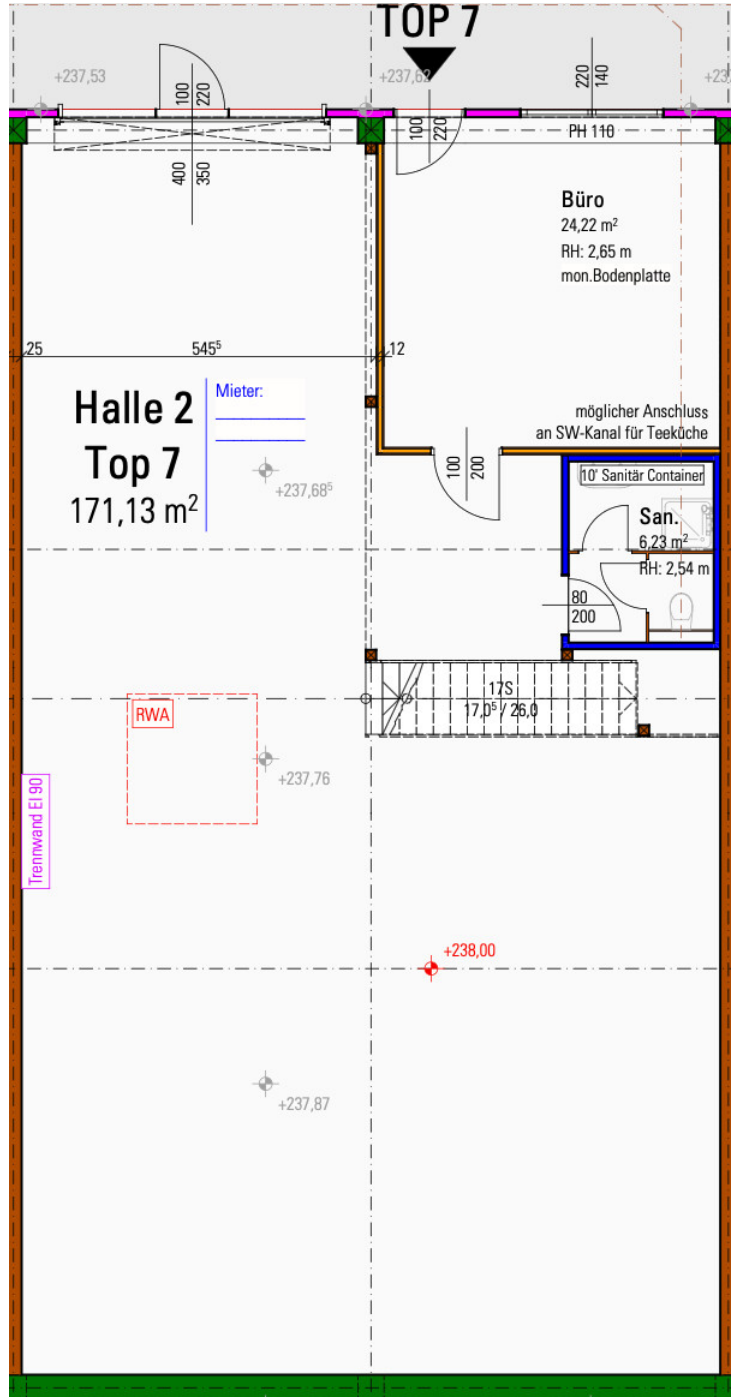 TOP 7
+237,53
+237,62
100
220
220
140
100
220
PH 110
400
350
Büro
24,22 m²
RH: 2,65 m
mon.Bodenplatte
25
545⁵
12
Halle 2
Top 7
171,13 m²
Mieter:
möglicher Anschluss
an SW-Kanal für Teeküche
100
200
+237,68⁵
10' Sanitär Container
San.
6,23 m²
RH: 2,54 m
80
200
17S
17,0⁵ / 26,0
RWA
+237,76
Trennwand EI 90
+238,00
+237,87